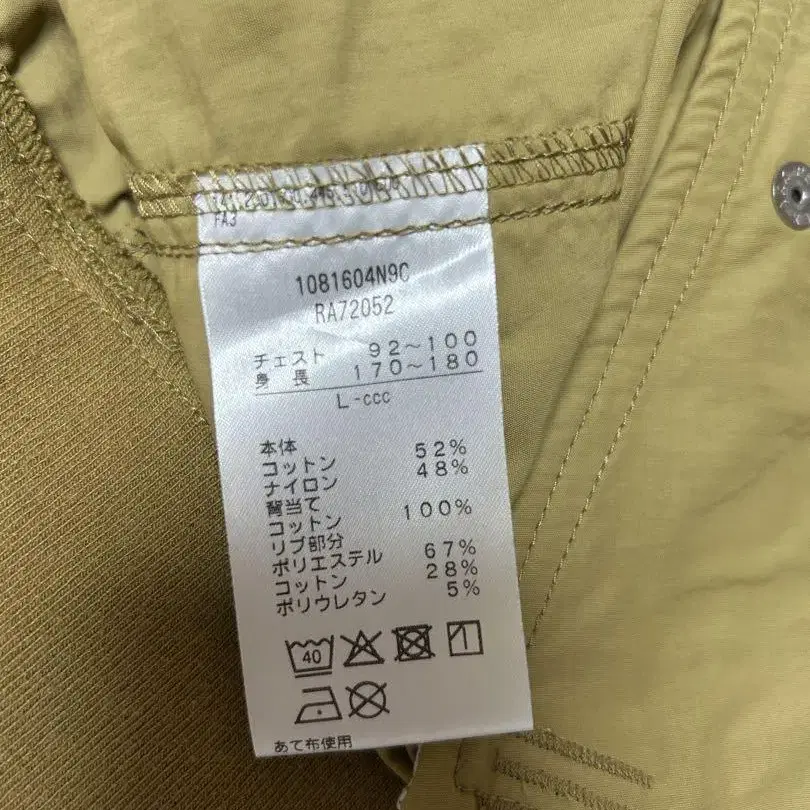 FA3
1081604N9C
RA72052
チェスト 92～100
身長 170～180
L-ccc
本体
コットン 52%
ナイロン 48%
背当て
コットン 100%
リブ部分
ポリエステル 67%
コットン 28%
ポリウレタン 5%
40
あて布使用